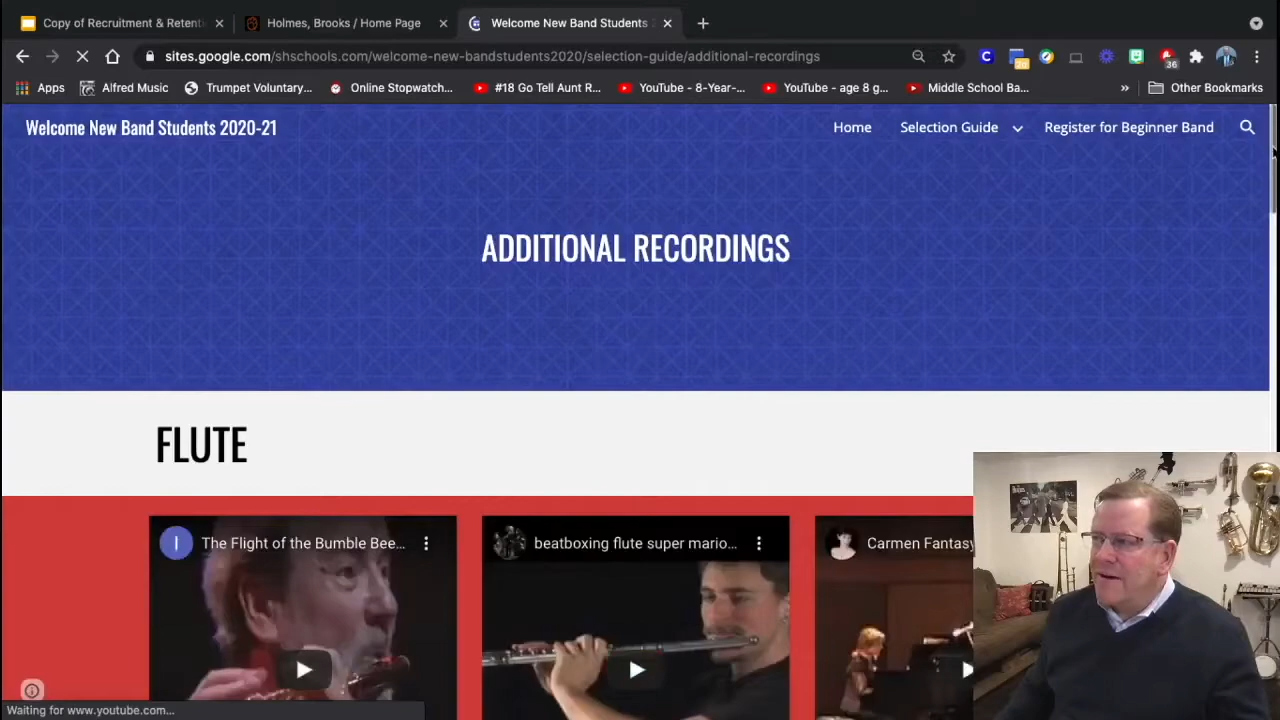 Copy of Recruitment & Retenti
Holmes, Brooks / Home Page
Welcome New Band Students
sites.google.com/shschools.com/welcome-new-bandstudents2020/selection-guide/additional-recordings
20
36
Apps
Alfred Music
Trumpet Voluntary...
Online Stopwatch...
#18 Go Tell Aunt R...
YouTube - 8-Year-...
YouTube - age 8 g...
Middle School Ba...
»
Other Bookmarks
Welcome New Band Students 2020-21
Home
Selection Guide
Register for Beginner Band
ADDITIONAL RECORDINGS
FLUTE
I
The Flight of the Bumble Bee...
beatboxing flute super mario...
Carmen Fantasy
Waiting for www.youtube.com...